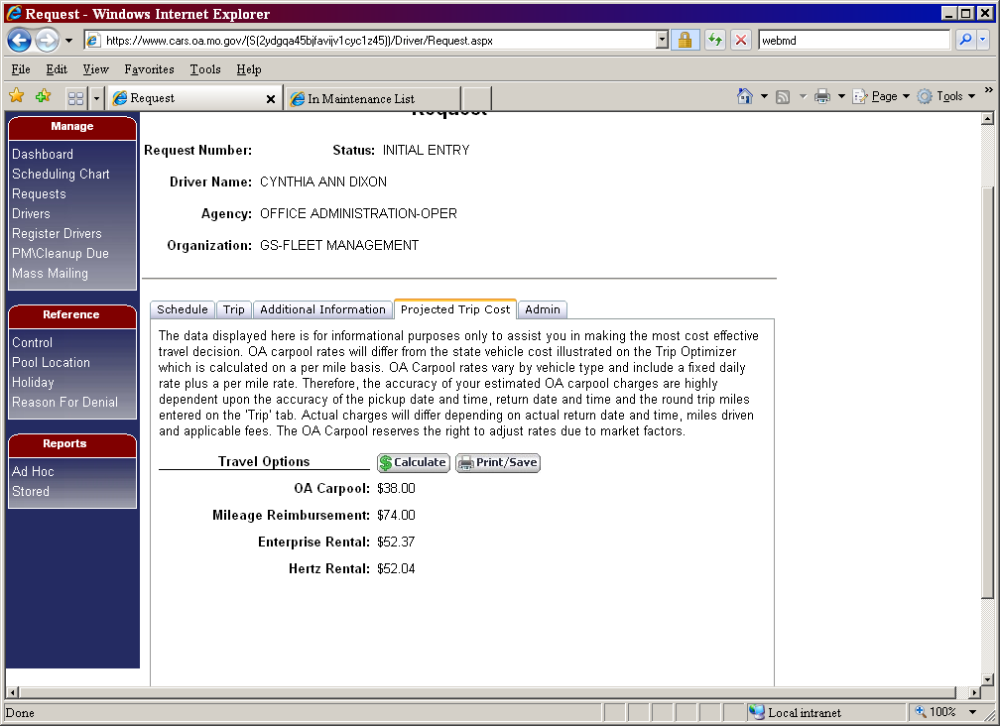 Request - Windows Internet Explorer
https://www.cars.oa.mo.gov/(S(2ydgqa45bjfavijv1cyc1z45))/Driver/Request.aspx
webmd
File Edit View Favorites Tools Help
Request
In Maintenance List
Page Tools
Request
Manage
Dashboard
Scheduling Chart
Requests
Drivers
Register Drivers
PM\Cleanup Due
Mass Mailing
Reference
Control
Pool Location
Holiday
Reason For Denial
Reports
Ad Hoc
Stored
Request Number: Status: INITIAL ENTRY
Driver Name: CYNTHIA ANN DIXON
Agency: OFFICE ADMINISTRATION-OPER
Organization: GS-FLEET MANAGEMENT
Schedule Trip Additional Information Projected Trip Cost Admin
The data displayed here is for informational purposes only to assist you in making the most cost effective
travel decision. OA carpool rates will differ from the state vehicle cost illustrated on the Trip Optimizer
which is calculated on a per mile basis. OA Carpool rates vary by vehicle type and include a fixed daily
rate plus a per mile rate. Therefore, the accuracy of your estimated OA carpool charges are highly
dependent upon the accuracy of the pickup date and time, return date and time and the round trip miles
entered on the 'Trip' tab. Actual charges will differ depending on actual return date and time, miles driven
and applicable fees. The OA Carpool reserves the right to adjust rates due to market factors.
Travel Options Calculate Print/Save
OA Carpool: $38.00
Mileage Reimbursement: $74.00
Enterprise Rental: $52.37
Hertz Rental: $52.04
Done Local intranet 100%